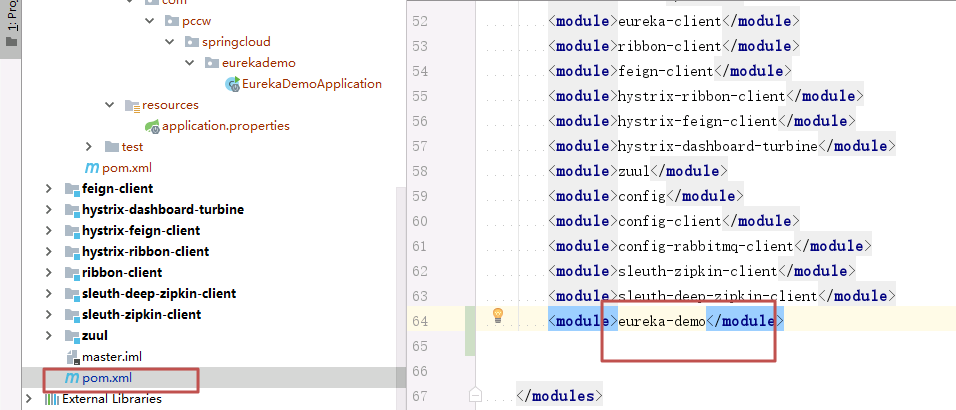 1: Proj
com
pccw
springcloud
eurekademo
EurekaDemoApplication
resources
application.properties
test
pom.xml
feign-client
hystrix-dashboard-turbine
hystrix-feign-client
hystrix-ribbon-client
ribbon-client
sleuth-deep-zipkin-client
sleuth-zipkin-client
zuul
master.iml
pom.xml
External Libraries
52 <module>eureka-client</module>
53 <module>ribbon-client</module>
54 <module>feign-client</module>
55 <module>hystrix-ribbon-client</module>
56 <module>hystrix-feign-client</module>
57 <module>hystrix-dashboard-turbine</module>
58 <module>zuul</module>
59 <module>config</module>
60 <module>config-client</module>
61 <module>config-rabbitmq-client</module>
62 <module>sleuth-zipkin-client</module>
63 <module>sleuth-deep-zipkin-client</module>
64 <module>eureka-demo</module>
65
66
67 </modules>